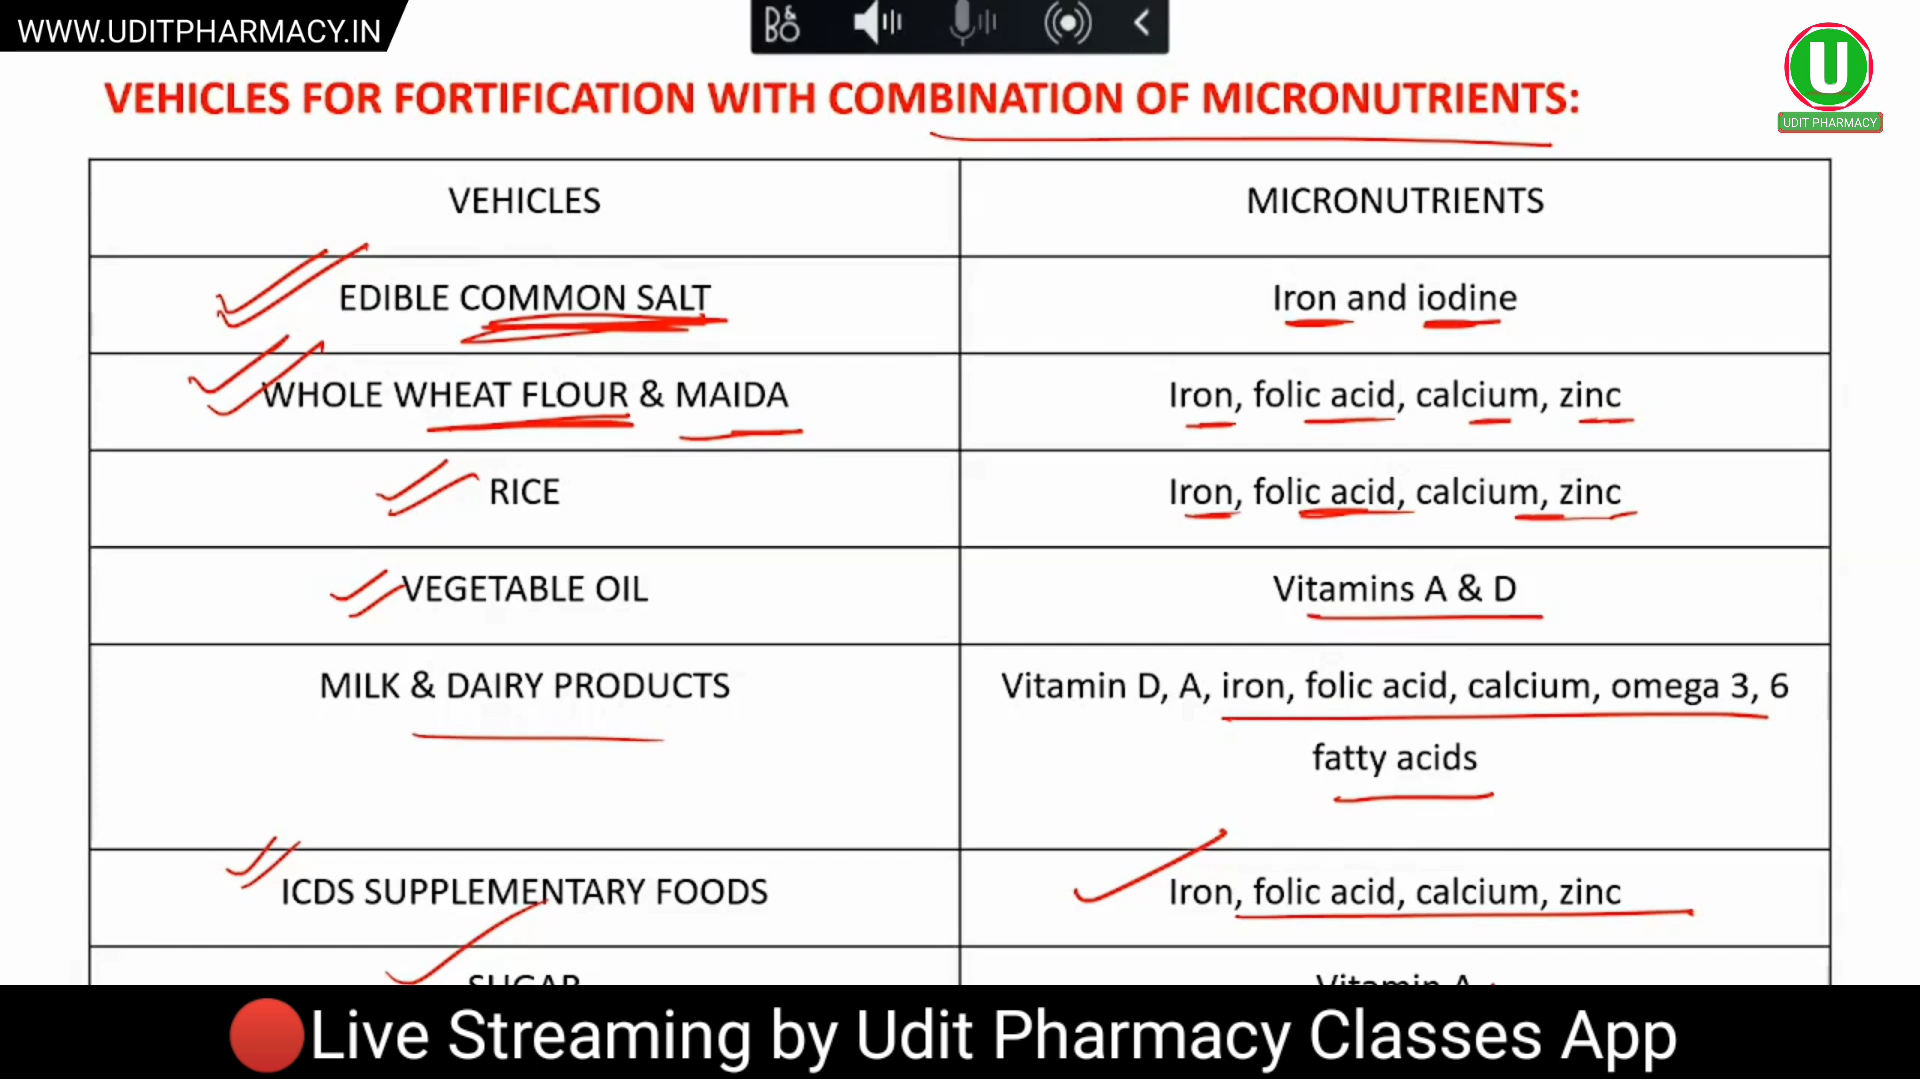 WWW.UDITPHARMACY.IN
VEHICLES FOR FORTIFICATION WITH COMBINATION OF MICRONUTRIENTS:
U
UDIT PHARMACY
VEHICLES MICRONUTRIENTS
EDIBLE COMMON SALT Iron and iodine
WHOLE WHEAT FLOUR & MAIDA Iron, folic acid, calcium, zinc
RICE Iron, folic acid, calcium, zinc
VEGETABLE OIL Vitamins A & D
MILK & DAIRY PRODUCTS Vitamin D, A, iron, folic acid, calcium, omega 3, 6
fatty acids
ICDS SUPPLEMENTARY FOODS Iron, folic acid, calcium, zinc
SUGAR Vitamin A
Live Streaming by Udit Pharmacy Classes App